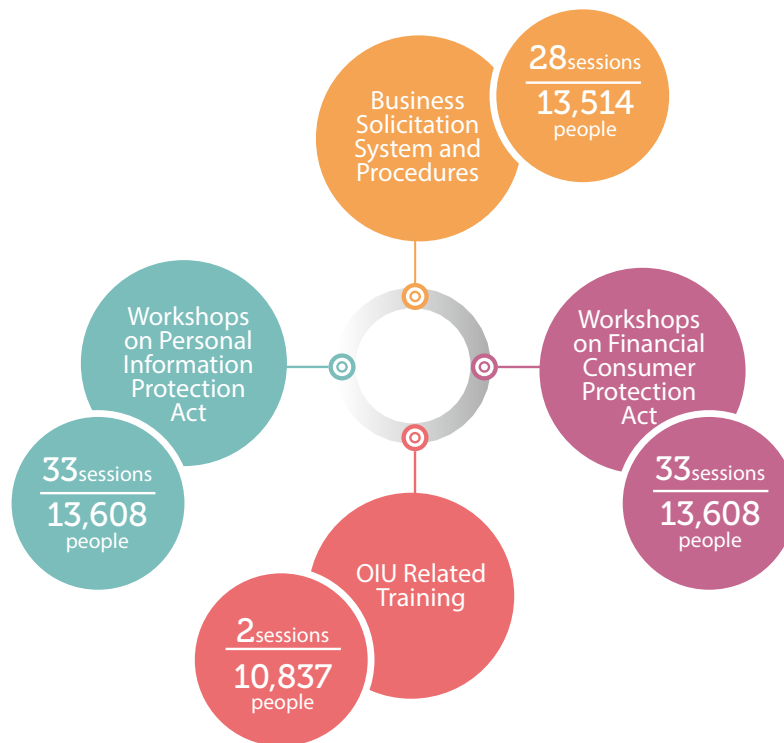 Business
Solicitation
System and
Procedures
28sessions
13,514
people
Workshops
on Personal
Information
Protection
Act
33sessions
13,608
people
Workshops
on Financial
Consumer
Protection
Act
33sessions
13,608
people
OIU Related
Training
2sessions
10,837
people